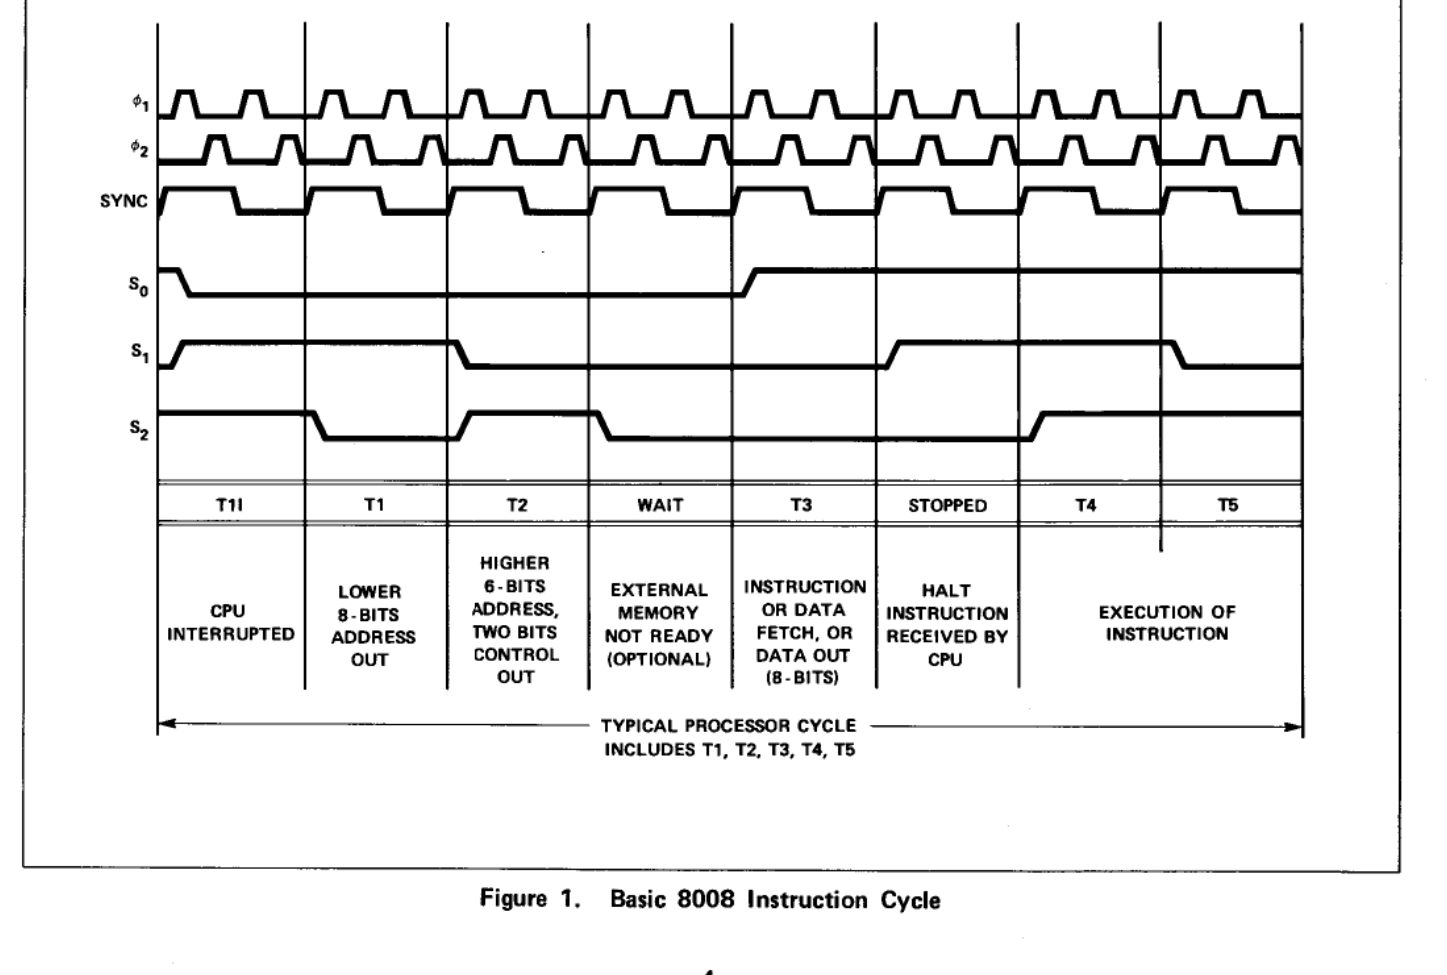 ϕ1
ϕ2
SYNC
S0
S1
S2
T1I T1 T2 WAIT T3 STOPPED T4 T5
CPU
INTERRUPTED
LOWER
8-BITS
ADDRESS
OUT
HIGHER
6-BITS
ADDRESS,
TWO BITS
CONTROL
OUT
EXTERNAL
MEMORY
NOT READY
(OPTIONAL)
INSTRUCTION
OR DATA
FETCH, OR
DATA OUT
(8-BITS)
HALT
INSTRUCTION
RECEIVED BY
CPU
EXECUTION OF
INSTRUCTION
TYPICAL PROCESSOR CYCLE
INCLUDES T1, T2, T3, T4, T5
Figure 1. Basic 8008 Instruction Cycle